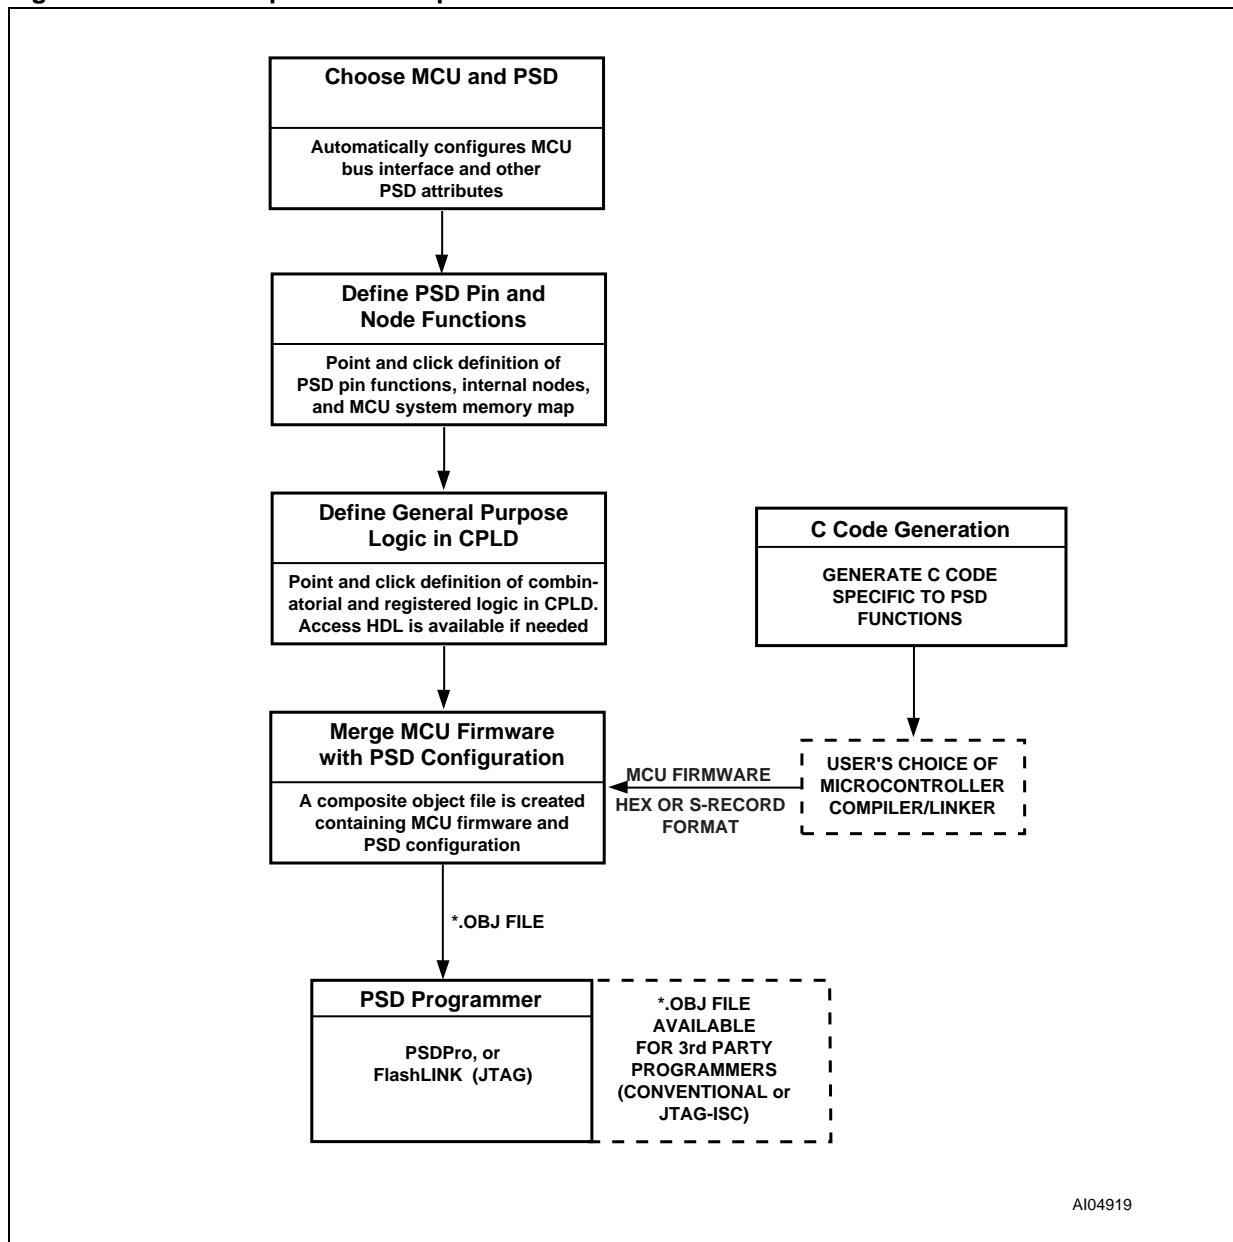 Choose MCU and PSD
Automatically configures MCU
bus interface and other
PSD attributes
Define PSD Pin and
Node Functions
Point and click definition of
PSD pin functions, internal nodes,
and MCU system memory map
Define General Purpose
Logic in CPLD
Point and click definition of combin-
atorial and registered logic in CPLD.
Access HDL is available if needed
C Code Generation
GENERATE C CODE
SPECIFIC TO PSD
FUNCTIONS
Merge MCU Firmware
with PSD Configuration
A composite object file is created
containing MCU firmware and
PSD configuration
MCU FIRMWARE
HEX OR S-RECORD
FORMAT
USER'S CHOICE OF
MICROCONTROLLER
COMPILER/LINKER
*.OBJ FILE
PSD Programmer
PSDPro, or
FlashLINK (JTAG)
*.OBJ FILE
AVAILABLE
FOR 3rd PARTY
PROGRAMMERS
(CONVENTIONAL or
JTAG-ISC)
AI04919